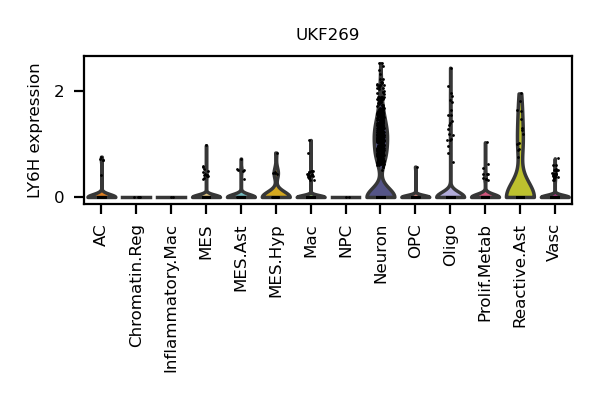 UKF269
LY6H expression
2
0
AC
Chromatin.Reg
Inflammatory.Mac
MES
MES.Ast
MES.Hyp
Mac
NPC
Neuron
OPC
Oligo
Prolif.Metab
Reactive.Ast
Vasc